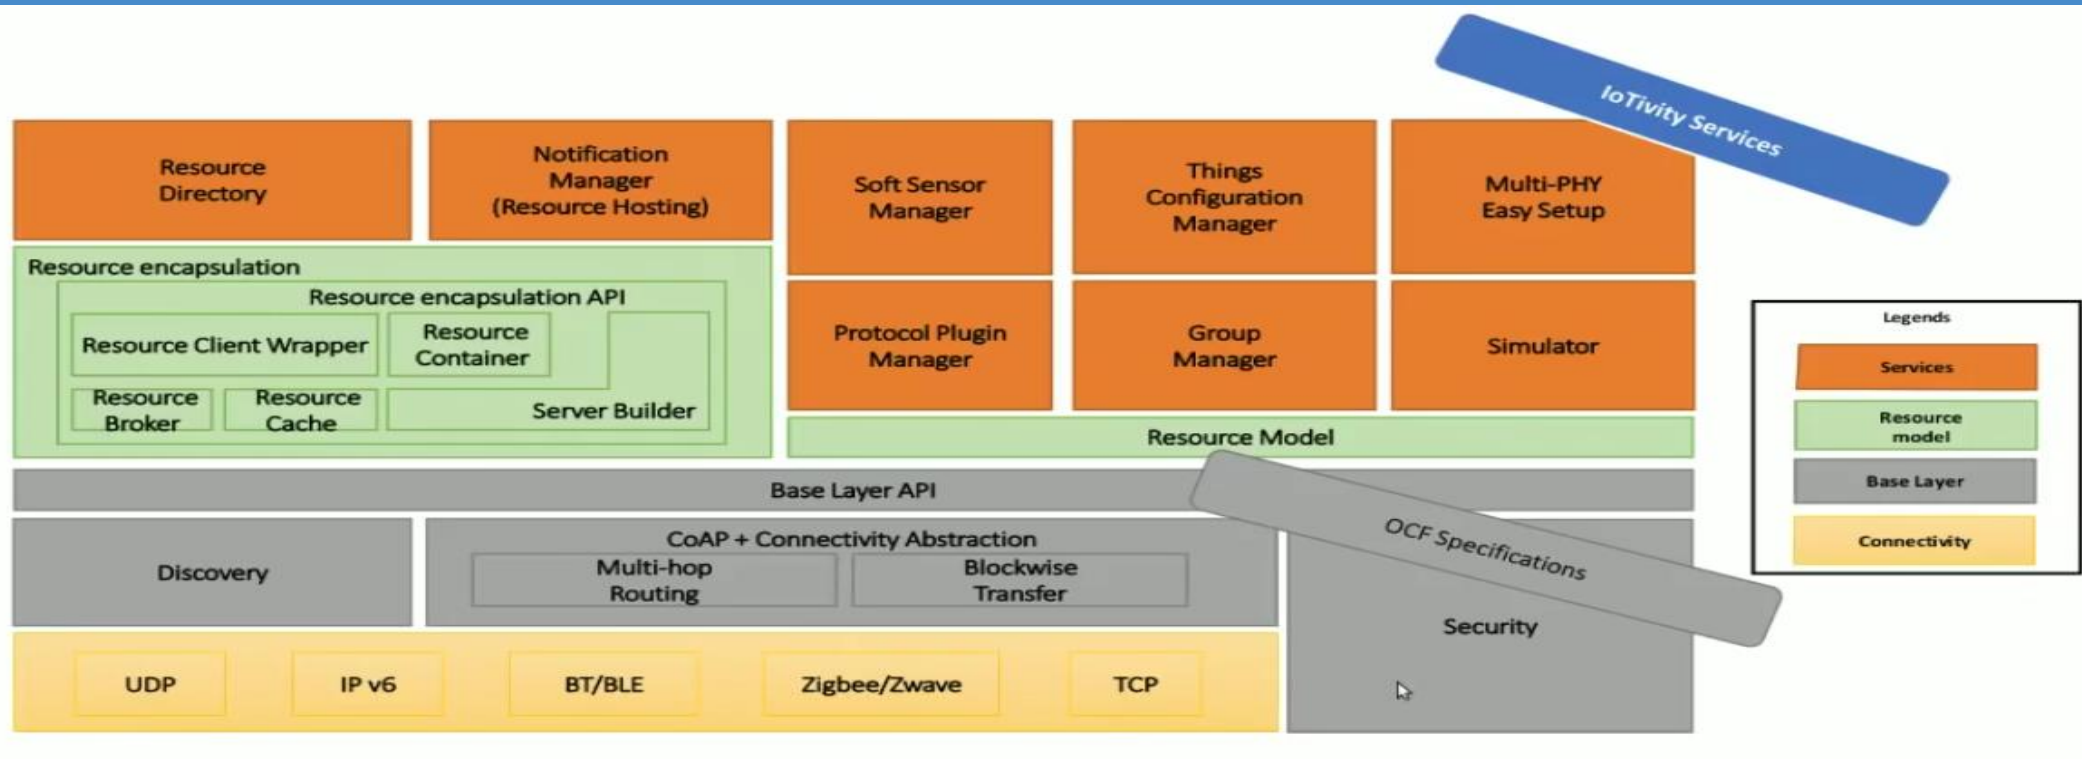 IoTivity Services
Resource
Directory
Notification
Manager
(Resource Hosting)
Soft Sensor
Manager
Things
Configuration
Manager
Multi-PHY
Easy Setup
Resource encapsulation
Resource encapsulation API
Resource Client Wrapper
Resource
Container
Resource
Broker
Resource
Cache
Server Builder
Protocol Plugin
Manager
Group
Manager
Simulator
Resource Model
Base Layer API
OCF Specifications
Discovery
CoAP + Connectivity Abstraction
Multi-hop
Routing
Blockwise
Transfer
Security
UDP
IP v6
BT/BLE
Zigbee/Zwave
TCP
Legends
Services
Resource
model
Base Layer
Connectivity